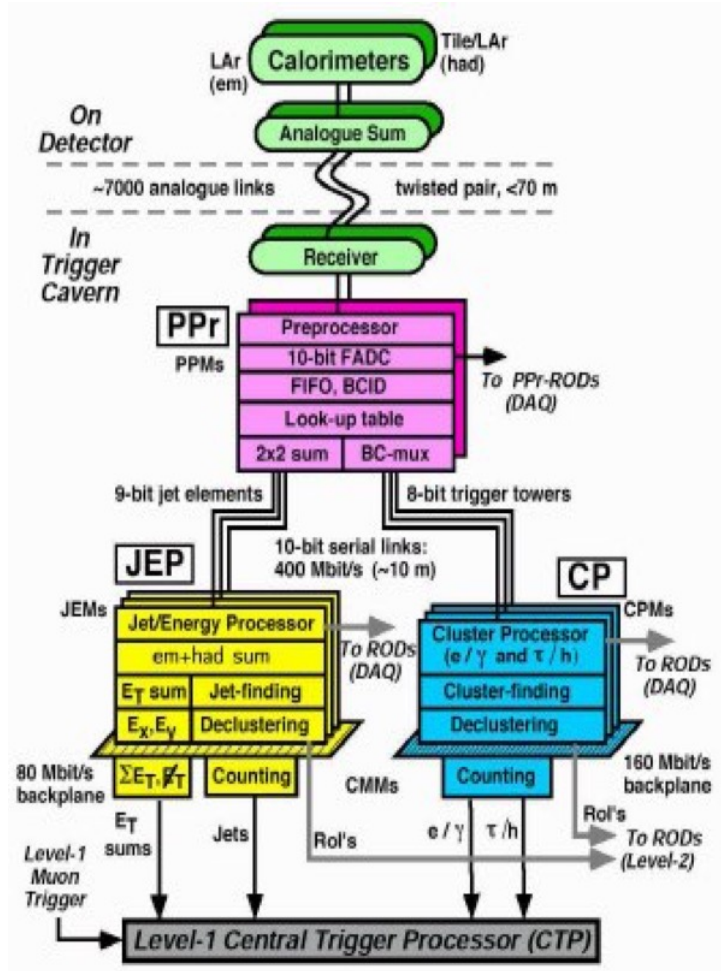 LAr
(em)
Calorimeters
Tile/LAr
(had)
On
Detector
Analogue Sum
~7000 analogue links
twisted pair, <70 m
In
Trigger
Cavern
Receiver
PPr
PPMs
Preprocessor
10-bit FADC
FIFO, BCID
Look-up table
2x2 sum
BC-mux
To PPr-RODs
(DAQ)
9-bit jet elements
8-bit trigger towers
10-bit serial links:
400 Mbit/s (~10 m)
JEP
CP
JEMs
CPMs
Jet/Energy Processor
em+had sum
ET sum
Jet-finding
Ex,Ey
Declustering
To RODs
(DAQ)
Cluster Processor
(e / γ and τ / h)
Cluster-finding
Declustering
To RODs
(DAQ)
80 Mbit/s
backplane
ΣET, E̸T
Counting
CMMs
Counting
160 Mbit/s
backplane
ET
sums
Jets
RoI's
e / γ
τ /h
RoI's
To RODs
(Level-2)
Level-1
Muon
Trigger
Level-1 Central Trigger Processor (CTP)